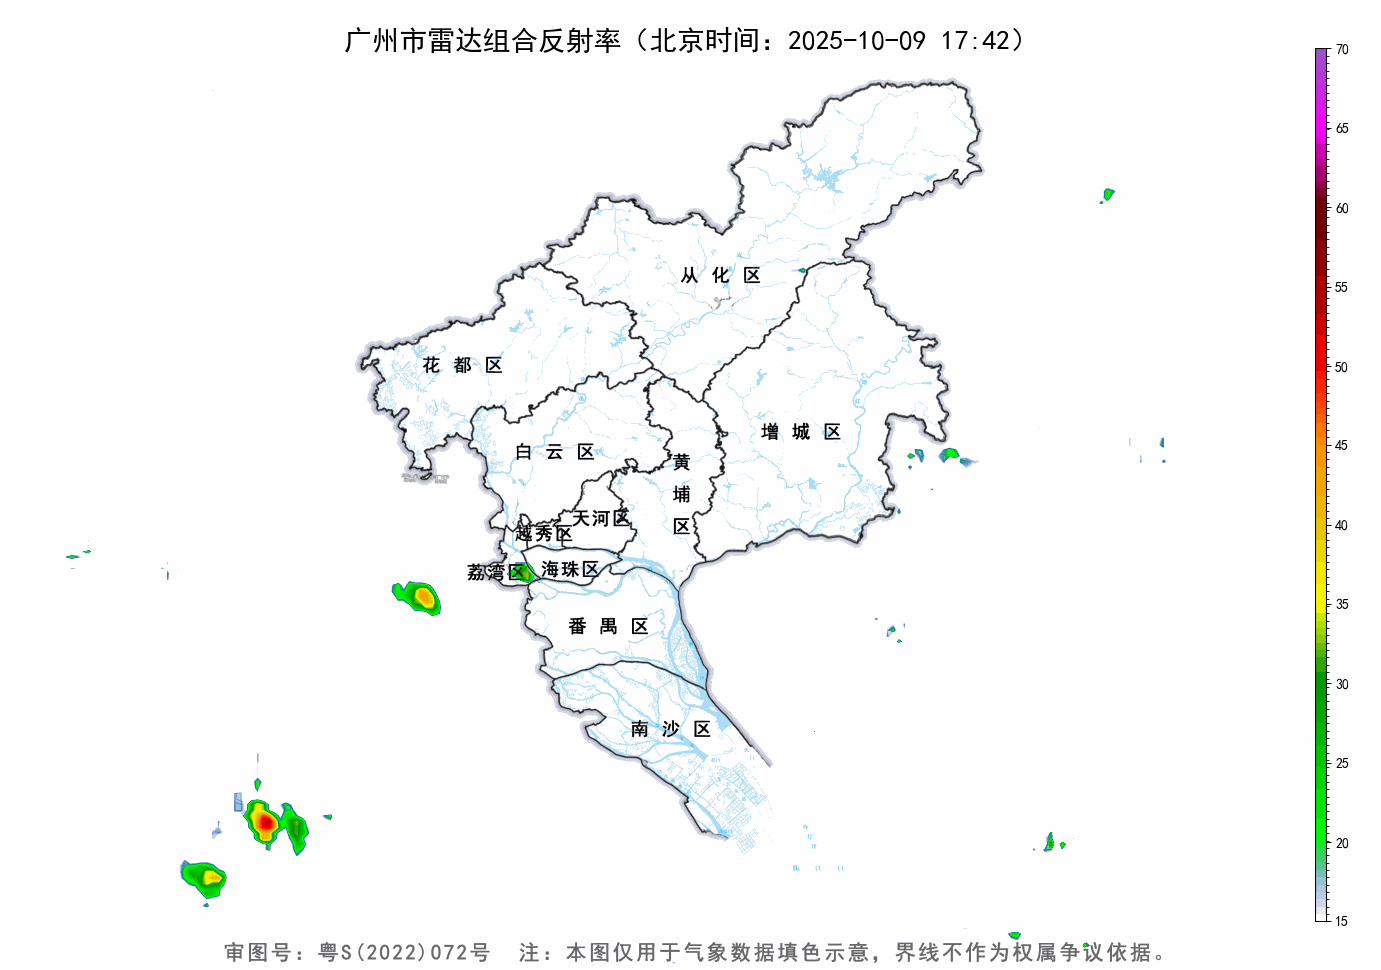 广州市雷达组合反射率（北京时间：2025-10-09 17:42）
70
65
60
55
50
45
40
35
30
25
20
15
从化区
花都区
增城区
白云区
黄埔区
天河区
越秀区
荔湾区
海珠区
番禺区
南沙区
审图号：粤S(2022)072号 注：本图仅用于气象数据填色示意，界线不作为权属争议依据。